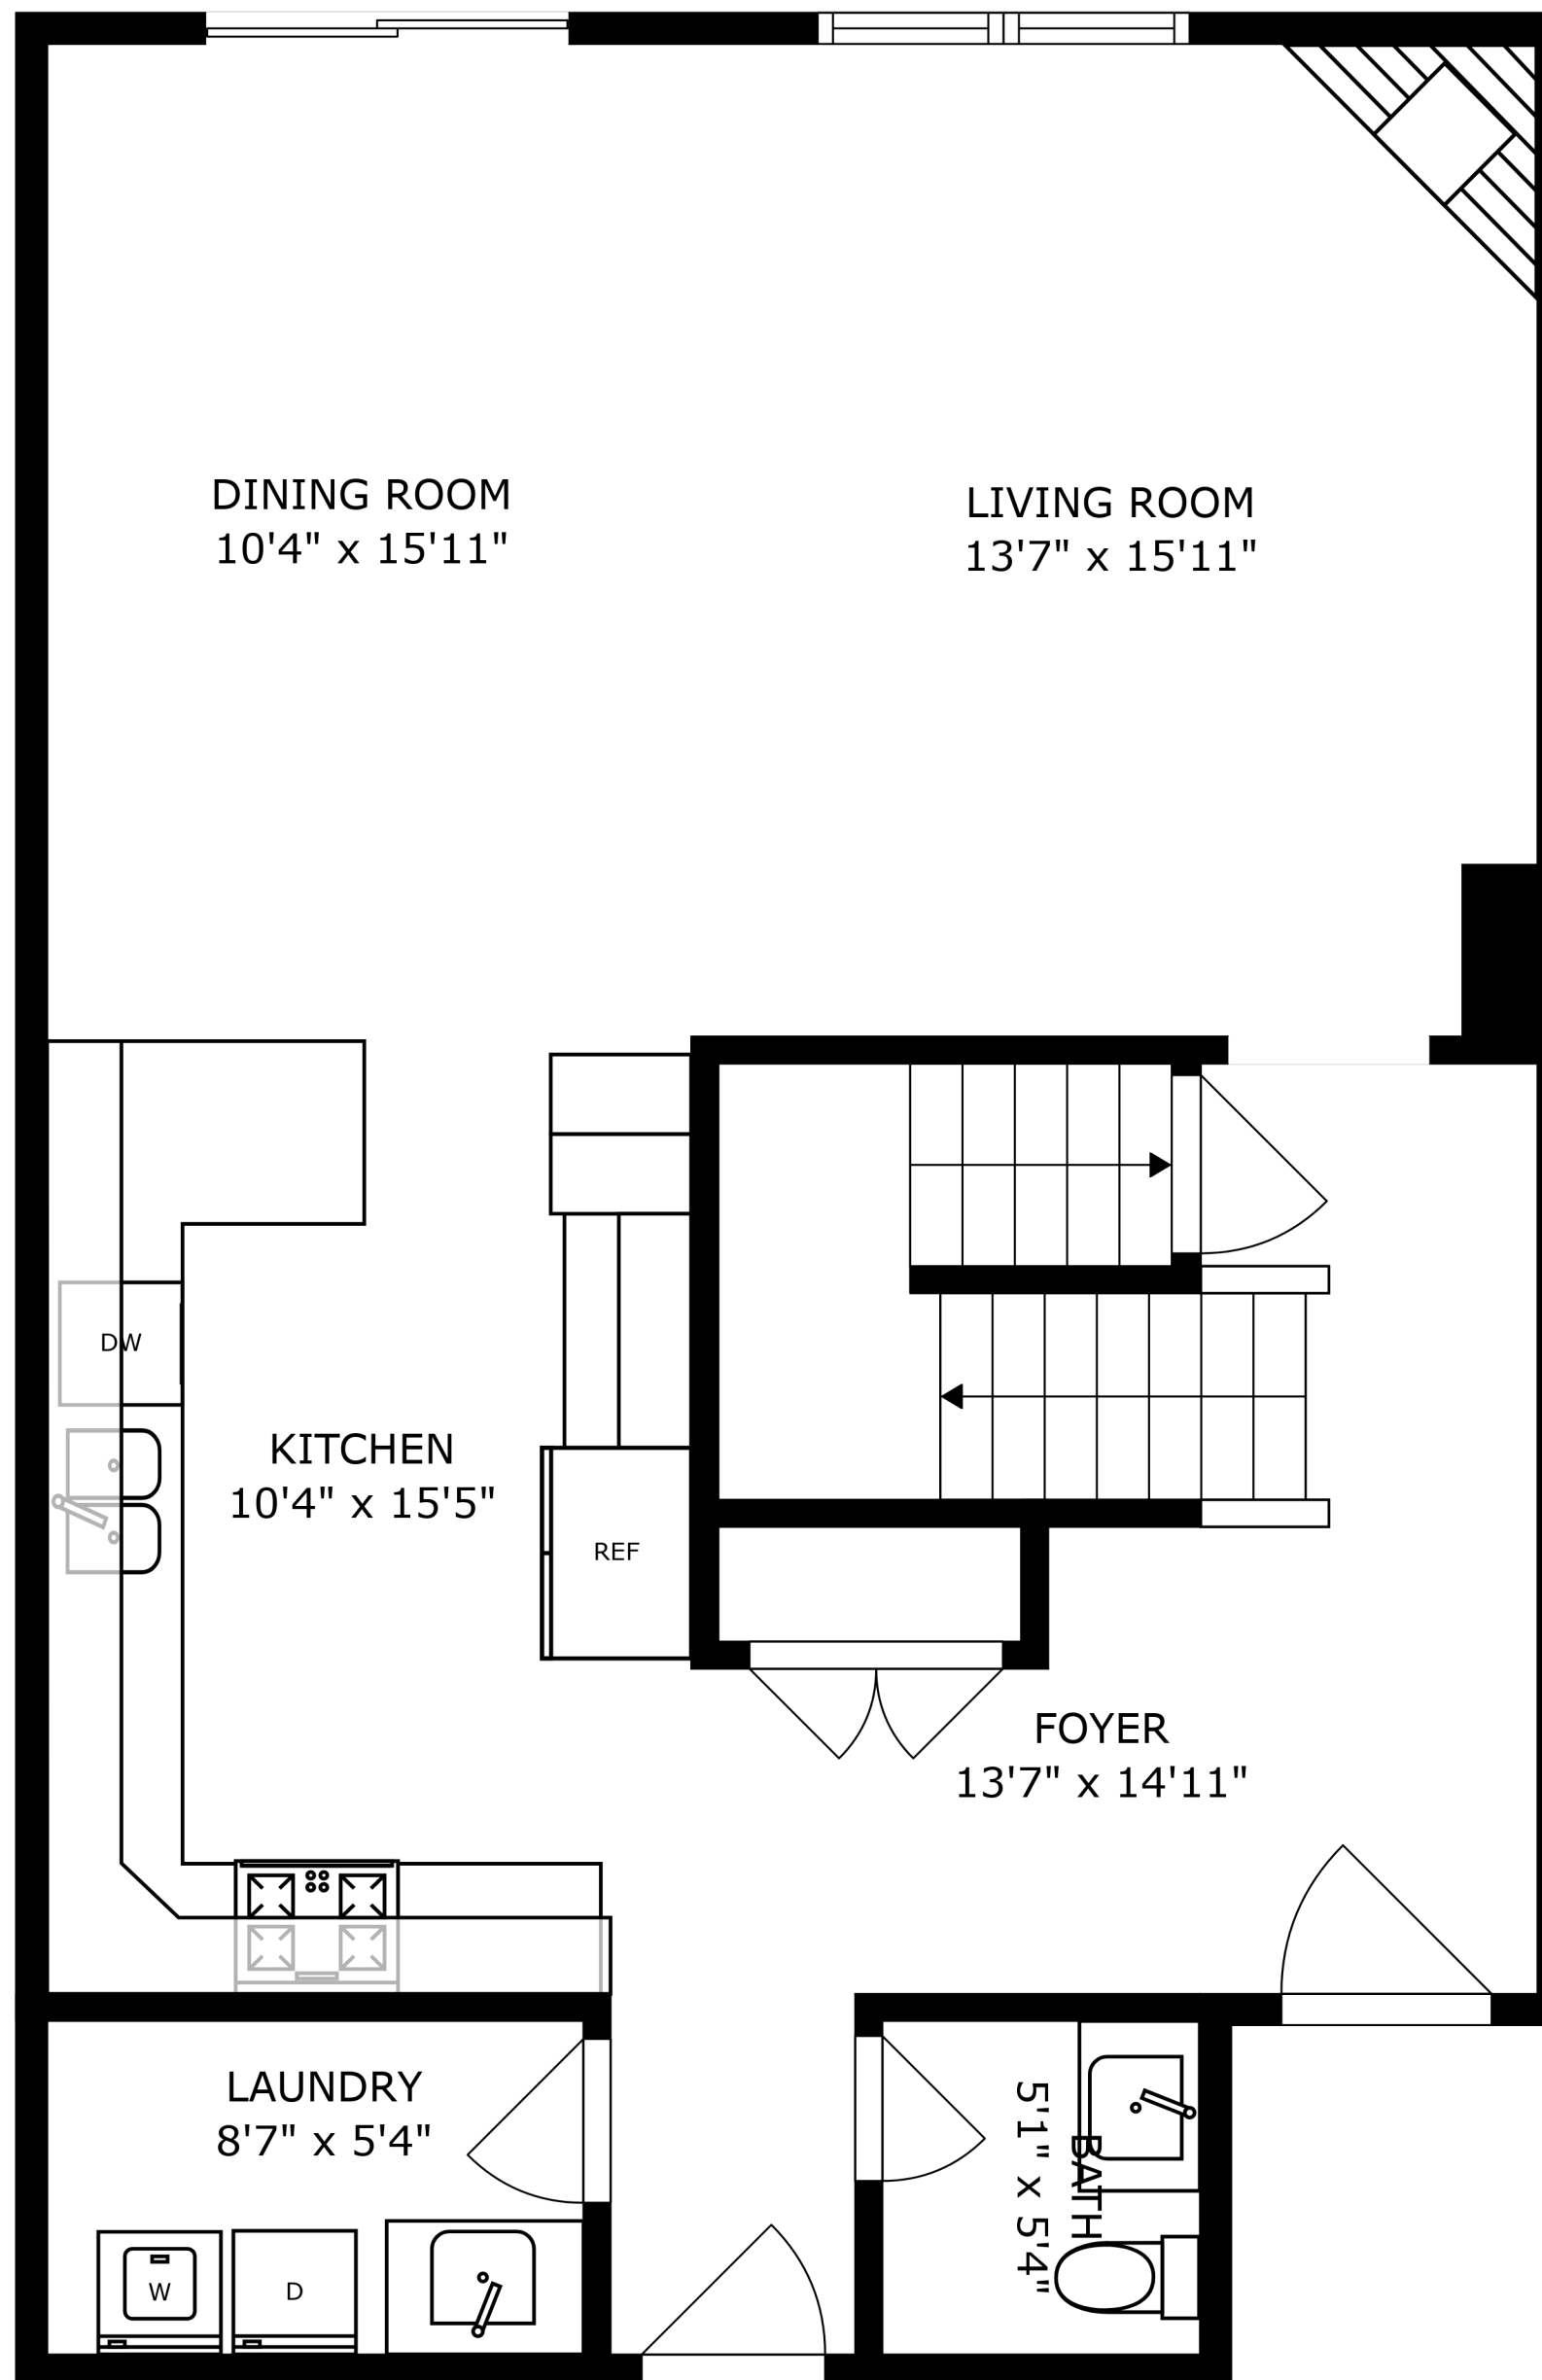 DINING ROOM
10'4" x 15'11"
LIVING ROOM
13'7" x 15'11"
DW
KITCHEN
10'4" x 15'5"
REF
FOYER
13'7" x 14'11"
LAUNDRY
8'7" x 5'4"
BATH
5'1" x 5'4"
W
D